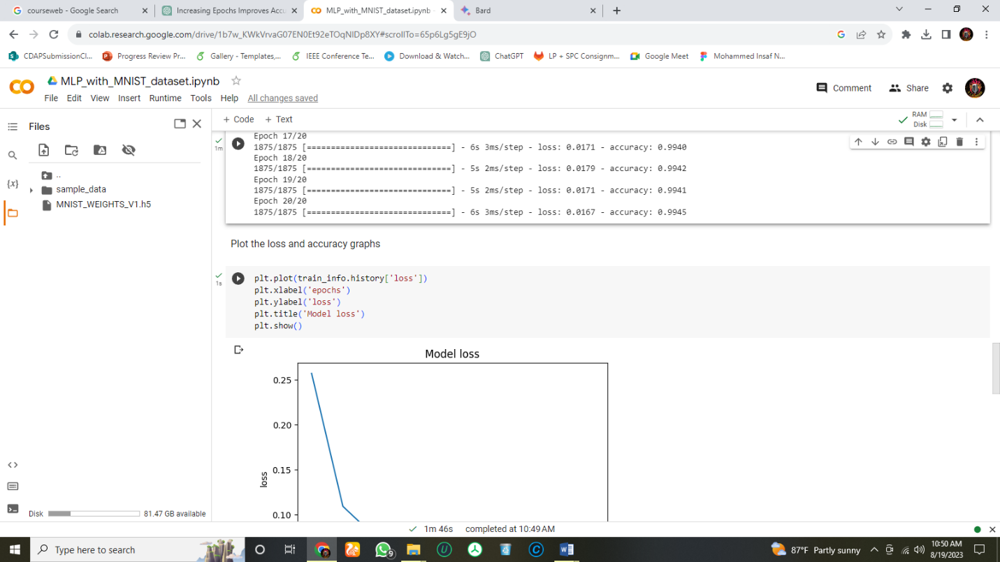 courseweb - Google Search
Increasing Epochs Improves Accu
MLP_with_MNIST_dataset.ipynb -
Bard
colab.research.google.com/drive/1b7w_KWkVrvaG07EN0Et92eTOqNIDp8XY#scrollTo=65p6Lg5gE9jO
CDAPSubmissionCl...
Progress Review Pr...
Gallery - Templates,...
IEEE Conference Te...
Download & Watch...
ChatGPT
LP + SPC Consignm...
Google Meet
Mohammed Insaf N...
MLP_with_MNIST_dataset.ipynb
File Edit View Insert Runtime Tools Help All changes saved
Comment
Share
Files
+ Code + Text
RAM
Disk
..
sample_data
MNIST_WEIGHTS_V1.h5
{x}
1m
Epoch 17/20
1875/1875 [==============================] - 6s 3ms/step - loss: 0.0171 - accuracy: 0.9940
Epoch 18/20
1875/1875 [==============================] - 5s 2ms/step - loss: 0.0179 - accuracy: 0.9942
Epoch 19/20
1875/1875 [==============================] - 5s 2ms/step - loss: 0.0171 - accuracy: 0.9941
Epoch 20/20
1875/1875 [==============================] - 6s 3ms/step - loss: 0.0167 - accuracy: 0.9945
Plot the loss and accuracy graphs
1s
plt.plot(train_info.history['loss'])
plt.xlabel('epochs')
plt.ylabel('loss')
plt.title('Model loss')
plt.show()
Model loss
0.25
0.20
0.15
0.10
loss
Disk
81.47 GB available
1m 46s completed at 10:49 AM
Type here to search
9
87°F Partly sunny
10:50 AM
8/19/2023